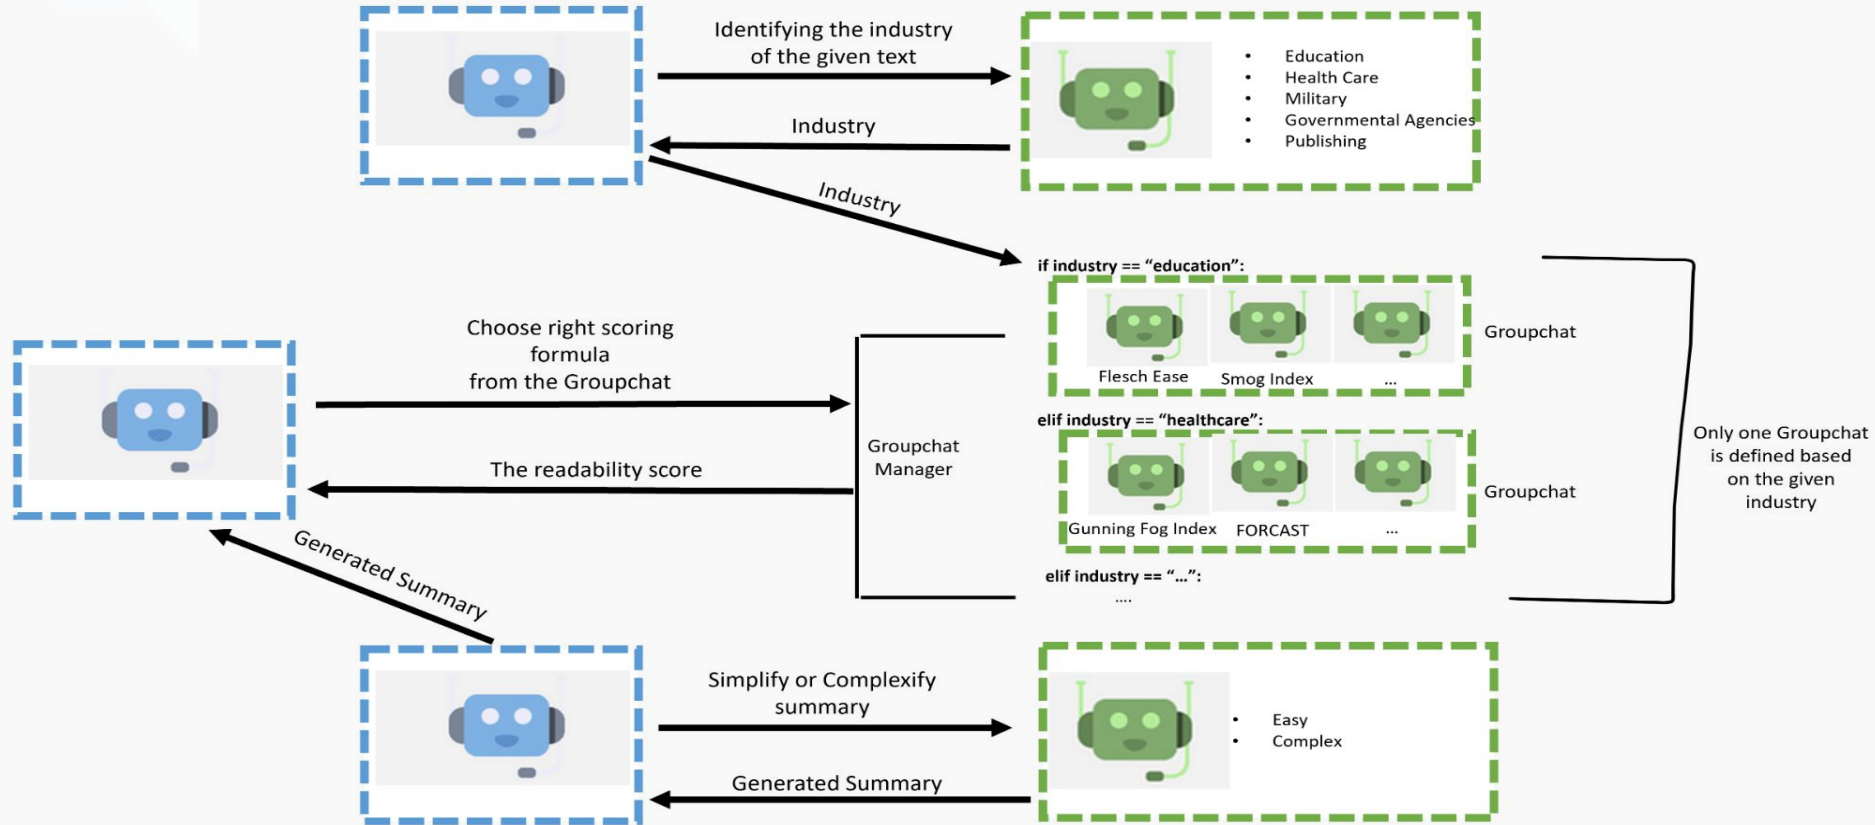 Identifying the industry
of the given text
• Education
• Health Care
• Military
• Governmental Agencies
• Publishing
Industry
Industry
if industry == “education”:
Flesch Ease
Smog Index
...
Groupchat
Choose right scoring
formula
from the Groupchat
The readability score
Groupchat
Manager
elif industry == “healthcare”:
Gunning Fog Index
FORCAST
...
Groupchat
elif industry == “...”:
....
Only one Groupchat
is defined based
on the given
industry
Generated Summary
Simplify or Complexify
summary
Generated Summary
• Easy
• Complex